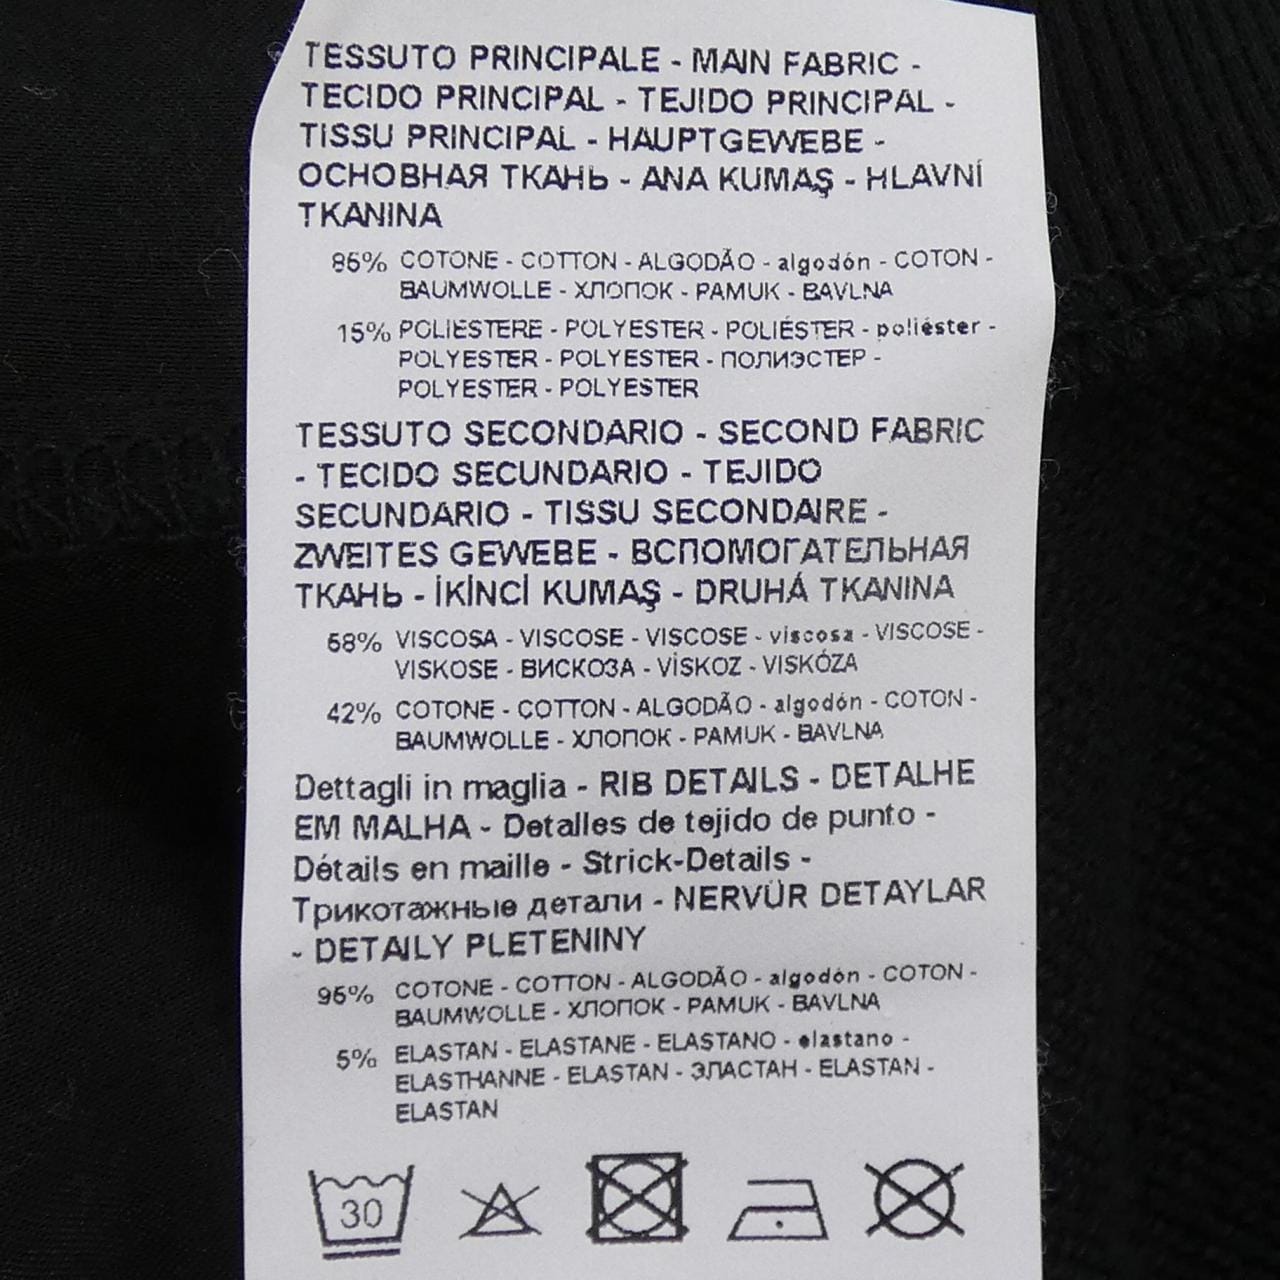 TESSUTO PRINCIPALE - MAIN FABRIC -
TECIDO PRINCIPAL - TEJIDO PRINCIPAL -
TISSU PRINCIPAL - HAUPTGEWEBE -
ОСНОВНАЯ ТКАНЬ - ANA KUMAŞ - HLAVNÍ
TKANINA
85% COTONE - COTTON - ALGODÃO - algodón - COTON -
BAUMWOLLE - ХЛОПОК - PAMUK - BAVLNA
15% POLIESTERE - POLYESTER - POLIÉSTER - poliéster -
POLYESTER - POLYESTER - ПОЛИЭСТЕР -
POLYESTER - POLYESTER
TESSUTO SECONDARIO - SECOND FABRIC
- TECIDO SECUNDARIO - TEJIDO
SECUNDARIO - TISSU SECONDAIRE -
ZWEITES GEWEBE - ВСПОМОГАТЕЛЬНАЯ
ТКАНЬ - İKİNCİ KUMAŞ - DRUHÁ TKANINA
58% VISCOSA - VISCOSE - VISCOSE - viscosa - VISCOSE -
VISKOSE - ВИСКОЗА - VİSKOZ - VISKÓZA
42% COTONE - COTTON - ALGODÃO - algodón - COTON -
BAUMWOLLE - ХЛОПОК - PAMUK - BAVLNA
Dettagli in maglia - RIB DETAILS - DETALHE
EM MALHA - Detalles de tejido de punto -
Détails en maille - Strick-Details -
Трикотажные детали - NERVÜR DETAYLAR
- DETAILY PLETENINY
95% COTONE - COTTON - ALGODÃO - algodón - COTON -
BAUMWOLLE - ХЛОПОК - PAMUK - BAVLNA
5% ELASTAN - ELASTANE - ELASTANO - elastano -
ELASTHANNE - ELASTAN - ЭЛАСТАН - ELASTAN -
ELASTAN
30